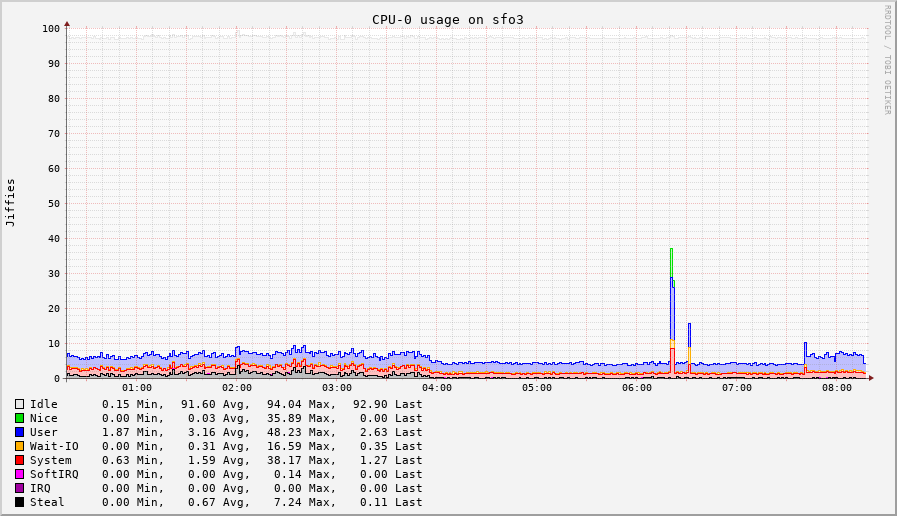 CPU-0 usage on sfo3
RRDTOOL / TOBI OETIKER
Jiffies
100
90
80
70
60
50
40
30
20
10
0
01:00 02:00 03:00 04:00 05:00 06:00 07:00 08:00
Idle 0.15 Min, 91.60 Avg, 94.04 Max, 92.90 Last
Nice 0.00 Min, 0.03 Avg, 35.89 Max, 0.00 Last
User 1.87 Min, 3.16 Avg, 48.23 Max, 2.63 Last
Wait-IO 0.00 Min, 0.31 Avg, 16.59 Max, 0.35 Last
System 0.63 Min, 1.59 Avg, 38.17 Max, 1.27 Last
SoftIRQ 0.00 Min, 0.00 Avg, 0.14 Max, 0.00 Last
IRQ 0.00 Min, 0.00 Avg, 0.00 Max, 0.00 Last
Steal 0.00 Min, 0.67 Avg, 7.24 Max, 0.11 Last